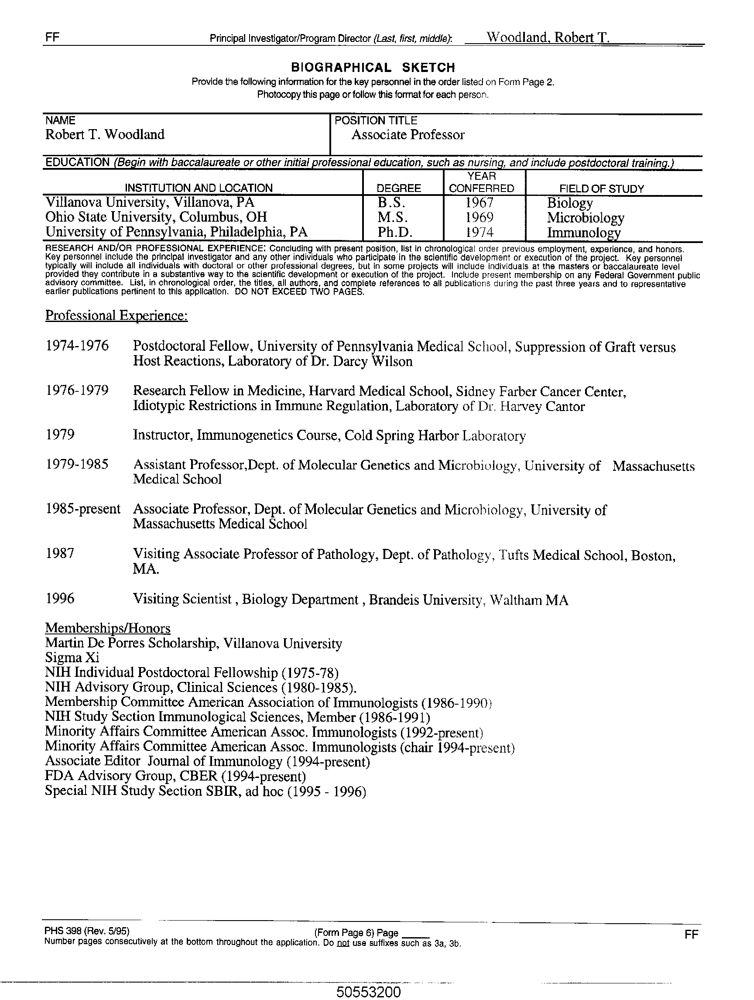 FF Principal Investigator/Program Director (Last, first, middle): Woodland, Robert T.
BIOGRAPHICAL SKETCH
Provide the following information for the key personnel in the order listed on Form Page 2.
Photocopy this page or follow this format for each person.
NAME POSITION TITLE
Robert T. Woodland Associate Professor
EDUCATION (Begin with baccalaureate or other initial professional education, such as nursing, and include postdoctoral training.)
INSTITUTION AND LOCATION DEGREE YEAR CONFERRED FIELD OF STUDY
Villanova University, Villanova, PA B.S. 1967 Biology
Ohio State University, Columbus, OH M.S. 1969 Microbiology
University of Pennsylvania, Philadelphia, PA Ph.D. 1974 Immunology
RESEARCH AND/OR PROFESSIONAL EXPERIENCE: Concluding with present position, list in chronological order previous employment, experience, and honors.
Key personnel include the principal investigator and any other individuals who participate in the scientific development or execution of the project. Key personnel
typically will include all individuals with doctoral or other professional degrees, but in some projects will include individuals at the masters or baccalaureate level
provided they contribute in a substantive way to the scientific development or execution of the project. Include present membership on any Federal Government public
advisory committee. List, in chronological order, the titles, all authors, and complete references to all publications during the past three years and to representative
earlier publications pertinent to this application. DO NOT EXCEED TWO PAGES.
Professional Experience:
1974-1976 Postdoctoral Fellow, University of Pennsylvania Medical School, Suppression of Graft versus
Host Reactions, Laboratory of Dr. Darcy Wilson
1976-1979 Research Fellow in Medicine, Harvard Medical School, Sidney Farber Cancer Center,
Idiotypic Restrictions in Immune Regulation, Laboratory of Dr. Harvey Cantor
1979 Instructor, Immunogenetics Course, Cold Spring Harbor Laboratory
1979-1985 Assistant Professor,Dept. of Molecular Genetics and Microbiology, University of Massachusetts
Medical School
1985-present Associate Professor, Dept. of Molecular Genetics and Microbiology, University of
Massachusetts Medical School
1987 Visiting Associate Professor of Pathology, Dept. of Pathology, Tufts Medical School, Boston,
MA.
1996 Visiting Scientist , Biology Department , Brandeis University, Waltham MA
Memberships/Honors
Martin De Porres Scholarship, Villanova University
Sigma Xi
NIH Individual Postdoctoral Fellowship (1975-78)
NIH Advisory Group, Clinical Sciences (1980-1985).
Membership Committee American Association of Immunologists (1986-1990)
NIH Study Section Immunological Sciences, Member (1986-1991)
Minority Affairs Committee American Assoc. Immunologists (1992-present)
Minority Affairs Committee American Assoc. Immunologists (chair 1994-present)
Associate Editor Journal of Immunology (1994-present)
FDA Advisory Group, CBER (1994-present)
Special NIH Study Section SBIR, ad hoc (1995 - 1996)
PHS 398 (Rev. 5/95) (Form Page 6) Page _____ FF
Number pages consecutively at the bottom throughout the application. Do not use suffixes such as 3a, 3b.
50553200